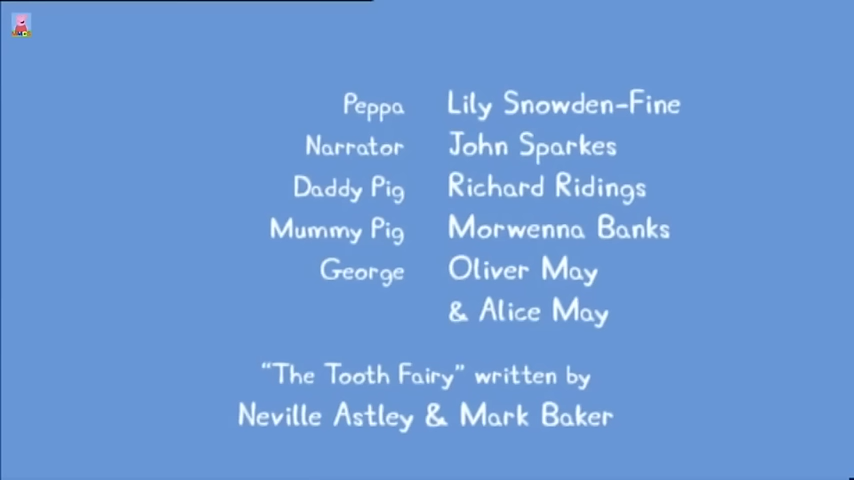 Peppa Lily Snowden-Fine
Narrator John Sparkes
Daddy Pig Richard Ridings
Mummy Pig Morwenna Banks
George Oliver May
& Alice May
“The Tooth Fairy” written by
Neville Astley & Mark Baker